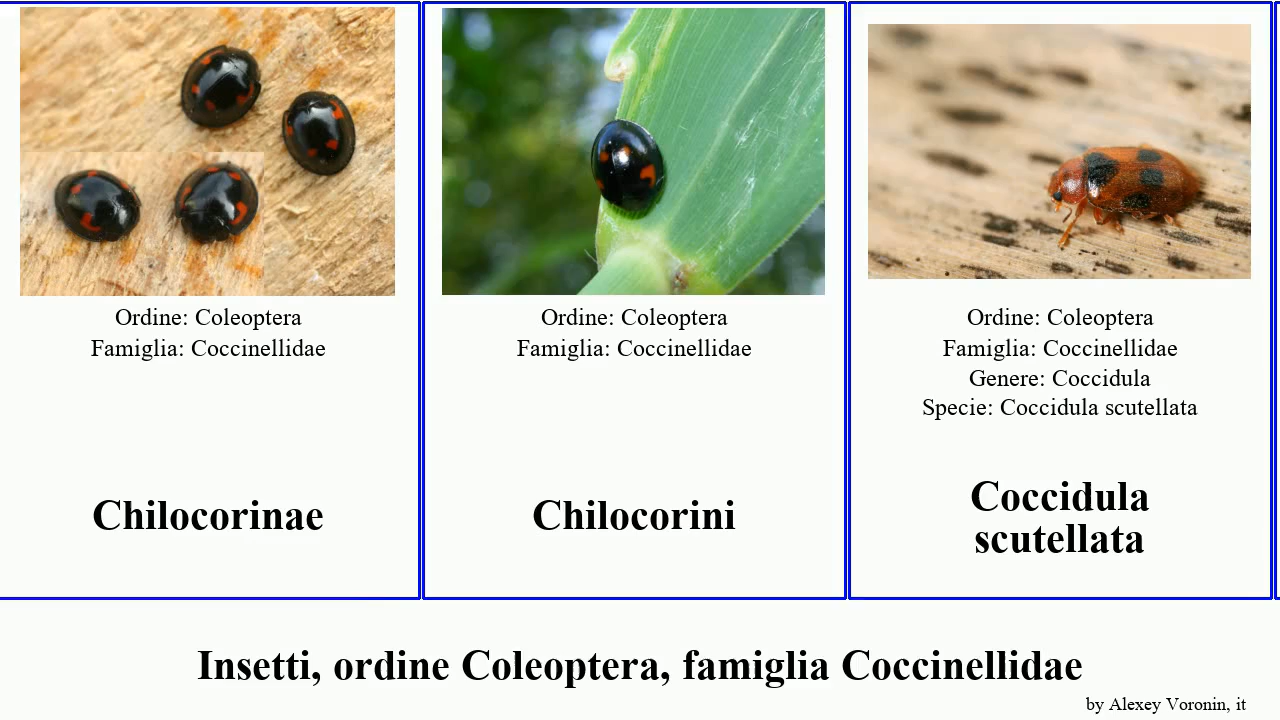 Ordine: Coleoptera
Famiglia: Coccinellidae
Chilocorinae
Ordine: Coleoptera
Famiglia: Coccinellidae
Chilocorini
Ordine: Coleoptera
Famiglia: Coccinellidae
Genere: Coccidula
Specie: Coccidula scutellata
Coccidula
scutellata
Insetti, ordine Coleoptera, famiglia Coccinellidae
by Alexey Voronin, it